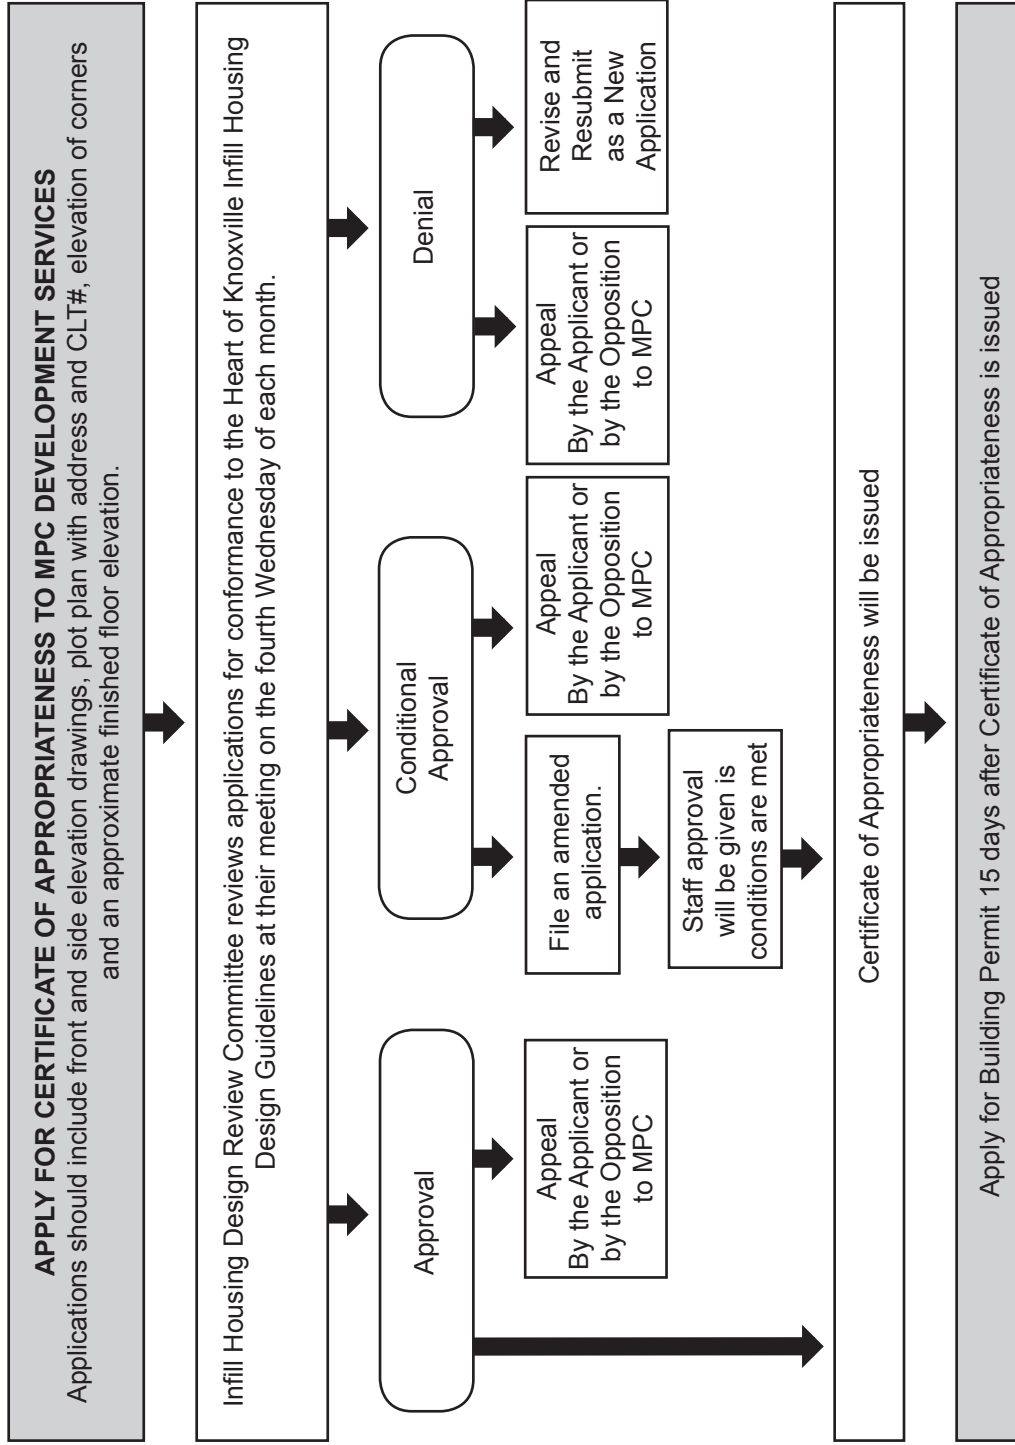 APPLY FOR CERTIFICATE OF APPROPRIATENESS TO MPC DEVELOPMENT SERVICES
Applications should include front and side elevation drawings, plot plan with address and CLT#, elevation of corners
and an approximate finished floor elevation.
Infill Housing Design Review Committee reviews applications for conformance to the Heart of Knoxville Infill Housing
Design Guidelines at their meeting on the fourth Wednesday of each month.
Approval
Appeal
By the Applicant or
by the Opposition
to MPC
Conditional
Approval
File an amended
application.
Staff approval
will be given is
conditions are met
Appeal
By the Applicant or
by the Opposition
to MPC
Denial
Appeal
By the Applicant or
by the Opposition
to MPC
Revise and
Resubmit
as a New
Application
Certificate of Appropriateness will be issued
Apply for Building Permit 15 days after Certificate of Appropriateness is issued